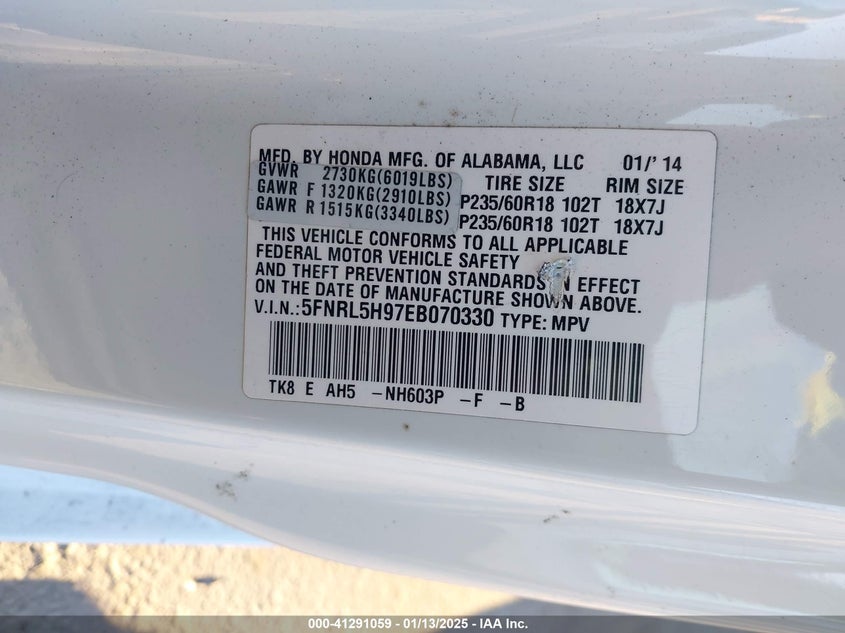 MFD. BY HONDA MFG. OF ALABAMA, LLC 01/' 14
GVWR 2730KG(6019LBS) TIRE SIZE RIM SIZE
GAWR F 1320KG(2910LBS) P235/60R18 102T 18X7J
GAWR R 1515KG(3340LBS) P235/60R18 102T 18X7J
THIS VEHICLE CONFORMS TO ALL APPLICABLE
FEDERAL MOTOR VEHICLE SAFETY
AND THEFT PREVENTION STANDARDS IN EFFECT
ON THE DATE OF MANUFACTURE SHOWN ABOVE.
V.I.N.:5FNRL5H97EB070330 TYPE: MPV
TK8 E AH5 -NH603P -F -B
000-41291059 - 01/13/2025 - IAA Inc.